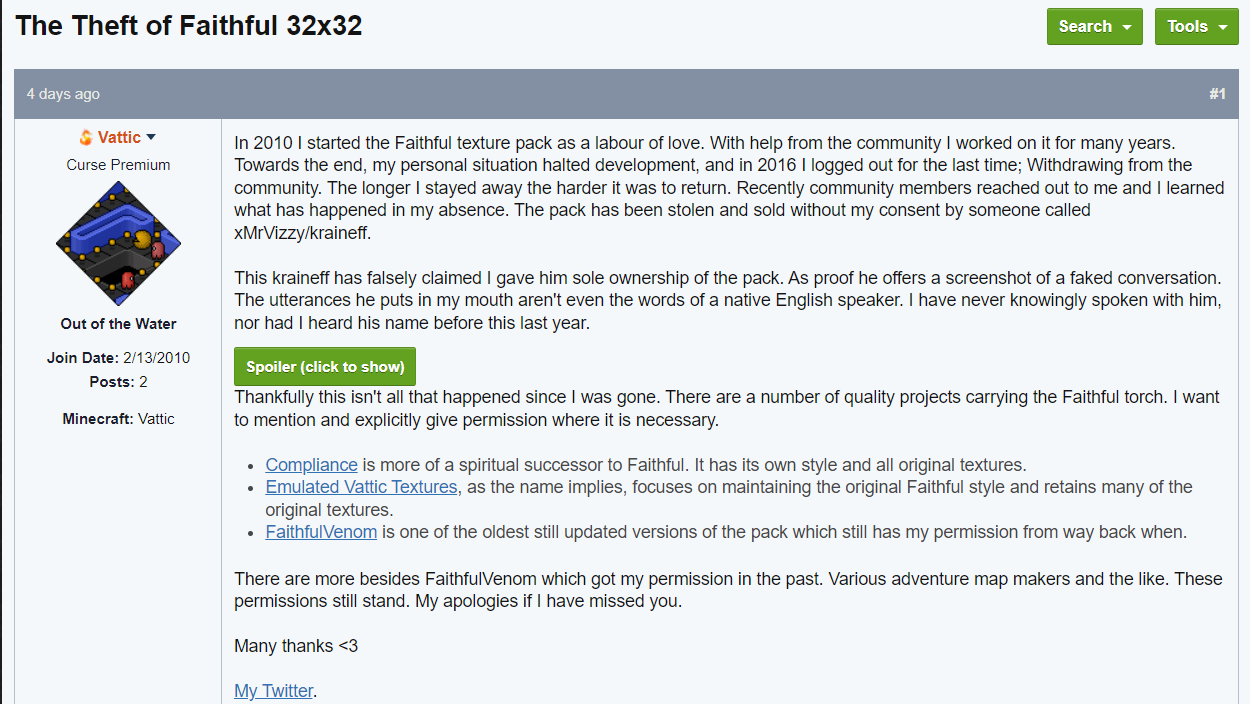 The Theft of Faithful 32x32
Search
Tools
4 days ago
#1
Vattic
Curse Premium
Out of the Water
Join Date: 2/13/2010
Posts: 2
Minecraft: Vattic
In 2010 I started the Faithful texture pack as a labour of love. With help from the community I worked on it for many years.
Towards the end, my personal situation halted development, and in 2016 I logged out for the last time; Withdrawing from the
community. The longer I stayed away the harder it was to return. Recently community members reached out to me and I learned
what has happened in my absence. The pack has been stolen and sold without my consent by someone called
xMrVizzy/kraineff.
This kraineff has falsely claimed I gave him sole ownership of the pack. As proof he offers a screenshot of a faked conversation.
The utterances he puts in my mouth aren't even the words of a native English speaker. I have never knowingly spoken with him,
nor had I heard his name before this last year.
Spoiler (click to show)
Thankfully this isn't all that happened since I was gone. There are a number of quality projects carrying the Faithful torch. I want
to mention and explicitly give permission where it is necessary.
• Compliance is more of a spiritual successor to Faithful. It has its own style and all original textures.
• Emulated Vattic Textures, as the name implies, focuses on maintaining the original Faithful style and retains many of the
original textures.
• FaithfulVenom is one of the oldest still updated versions of the pack which still has my permission from way back when.
There are more besides FaithfulVenom which got my permission in the past. Various adventure map makers and the like. These
permissions still stand. My apologies if I have missed you.
Many thanks <3
My Twitter.